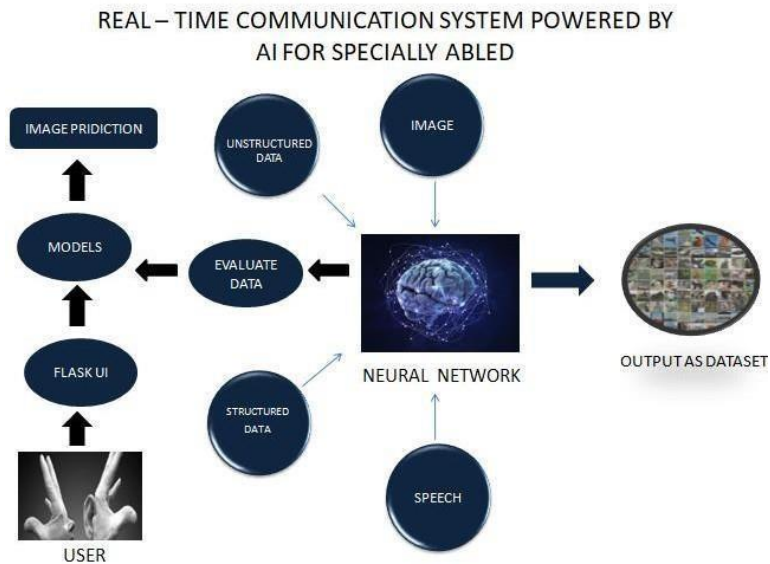 REAL – TIME COMMUNICATION SYSTEM POWERED BY
AI FOR SPECIALLY ABLED
IMAGE PRIDICTION
UNSTRUCTURED
DATA
IMAGE
MODELS
EVALUATE
DATA
FLASK UI
NEURAL NETWORK
OUTPUT AS DATASET
STRUCTURED
DATA
SPEECH
USER